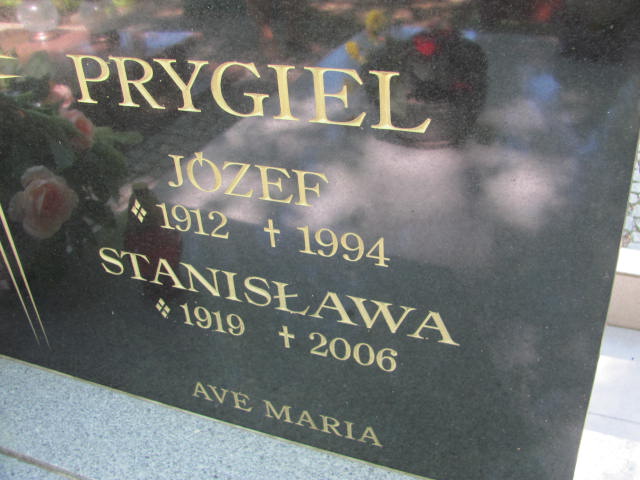 PRYGIEL
JÓZEF
❖ 1912 ✝ 1994
STANISŁAWA
❖ 1919 ✝ 2006
AVE MARIA